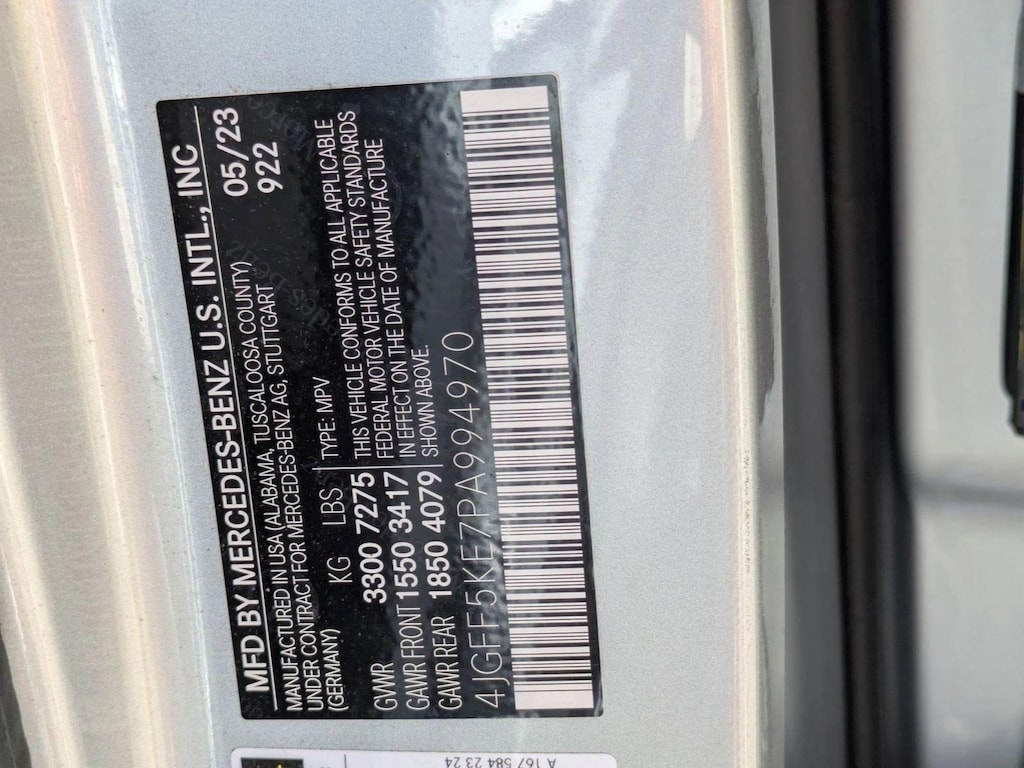 MFD BY MERCEDES-BENZ U.S. INTL., INC
MANUFACTURED IN USA (ALABAMA, TUSCALOOSA COUNTY)
UNDER CONTRACT FOR MERCEDES-BENZ AG, STUTTGART
(GERMANY)
05/23
922
KG LBS TYPE: MPV
GVWR 3300 7275
GAWR FRONT 1550 3417
GAWR REAR 1850 4079
THIS VEHICLE CONFORMS TO ALL APPLICABLE
FEDERAL MOTOR VEHICLE SAFETY STANDARDS
IN EFFECT ON THE DATE OF MANUFACTURE
SHOWN ABOVE.
4JGFF5KE7PA994970
A 167 584 23 24